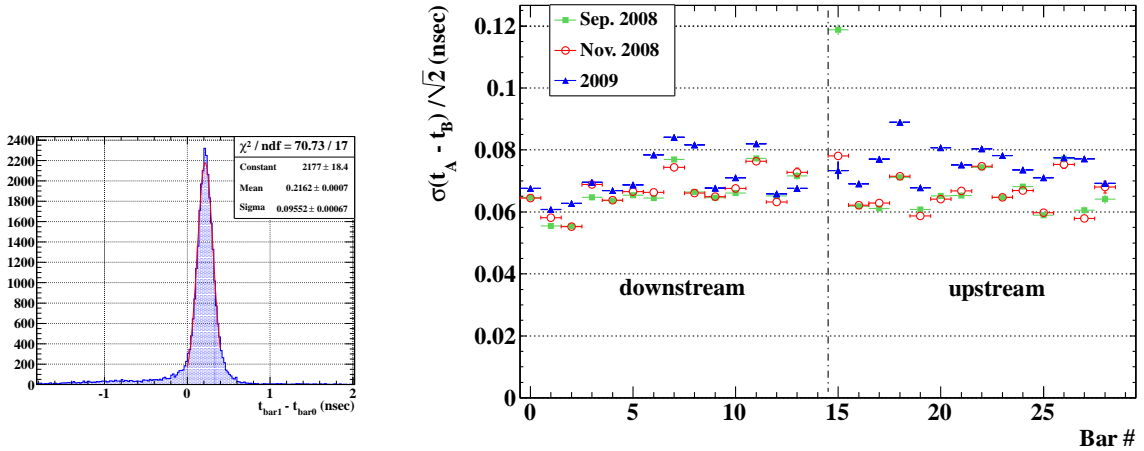 χ² / ndf = 70.73 / 17
Constant 2177 ± 18.4
Mean 0.2162 ± 0.0007
Sigma 0.09552 ± 0.00067
2400
2200
2000
1800
1600
1400
1200
1000
800
600
400
200
0
-1 0 1 2
t_bar1 - t_bar0 (nsec)
σ(t_A - t_B) /√2 (nsec)
0.12
0.1
0.08
0.06
0.04
0.02
0
Sep. 2008
Nov. 2008
2009
downstream upstream
0 5 10 15 20 25
Bar #